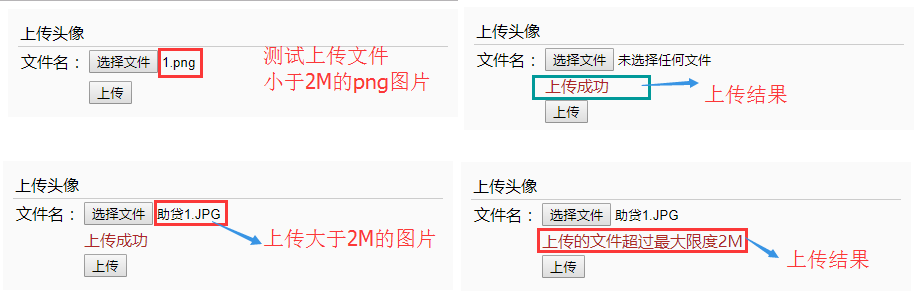 上传头像
文件名： 选择文件 1.png
上传
测试上传文件
小于2M的png图片
上传头像
文件名： 选择文件 未选择任何文件
上传成功
上传
上传结果
上传头像
文件名： 选择文件 助贷1.JPG
上传成功
上传
上传大于2M的图片
上传头像
文件名： 选择文件 助贷1.JPG
上传的文件超过最大限度2M
上传
上传结果